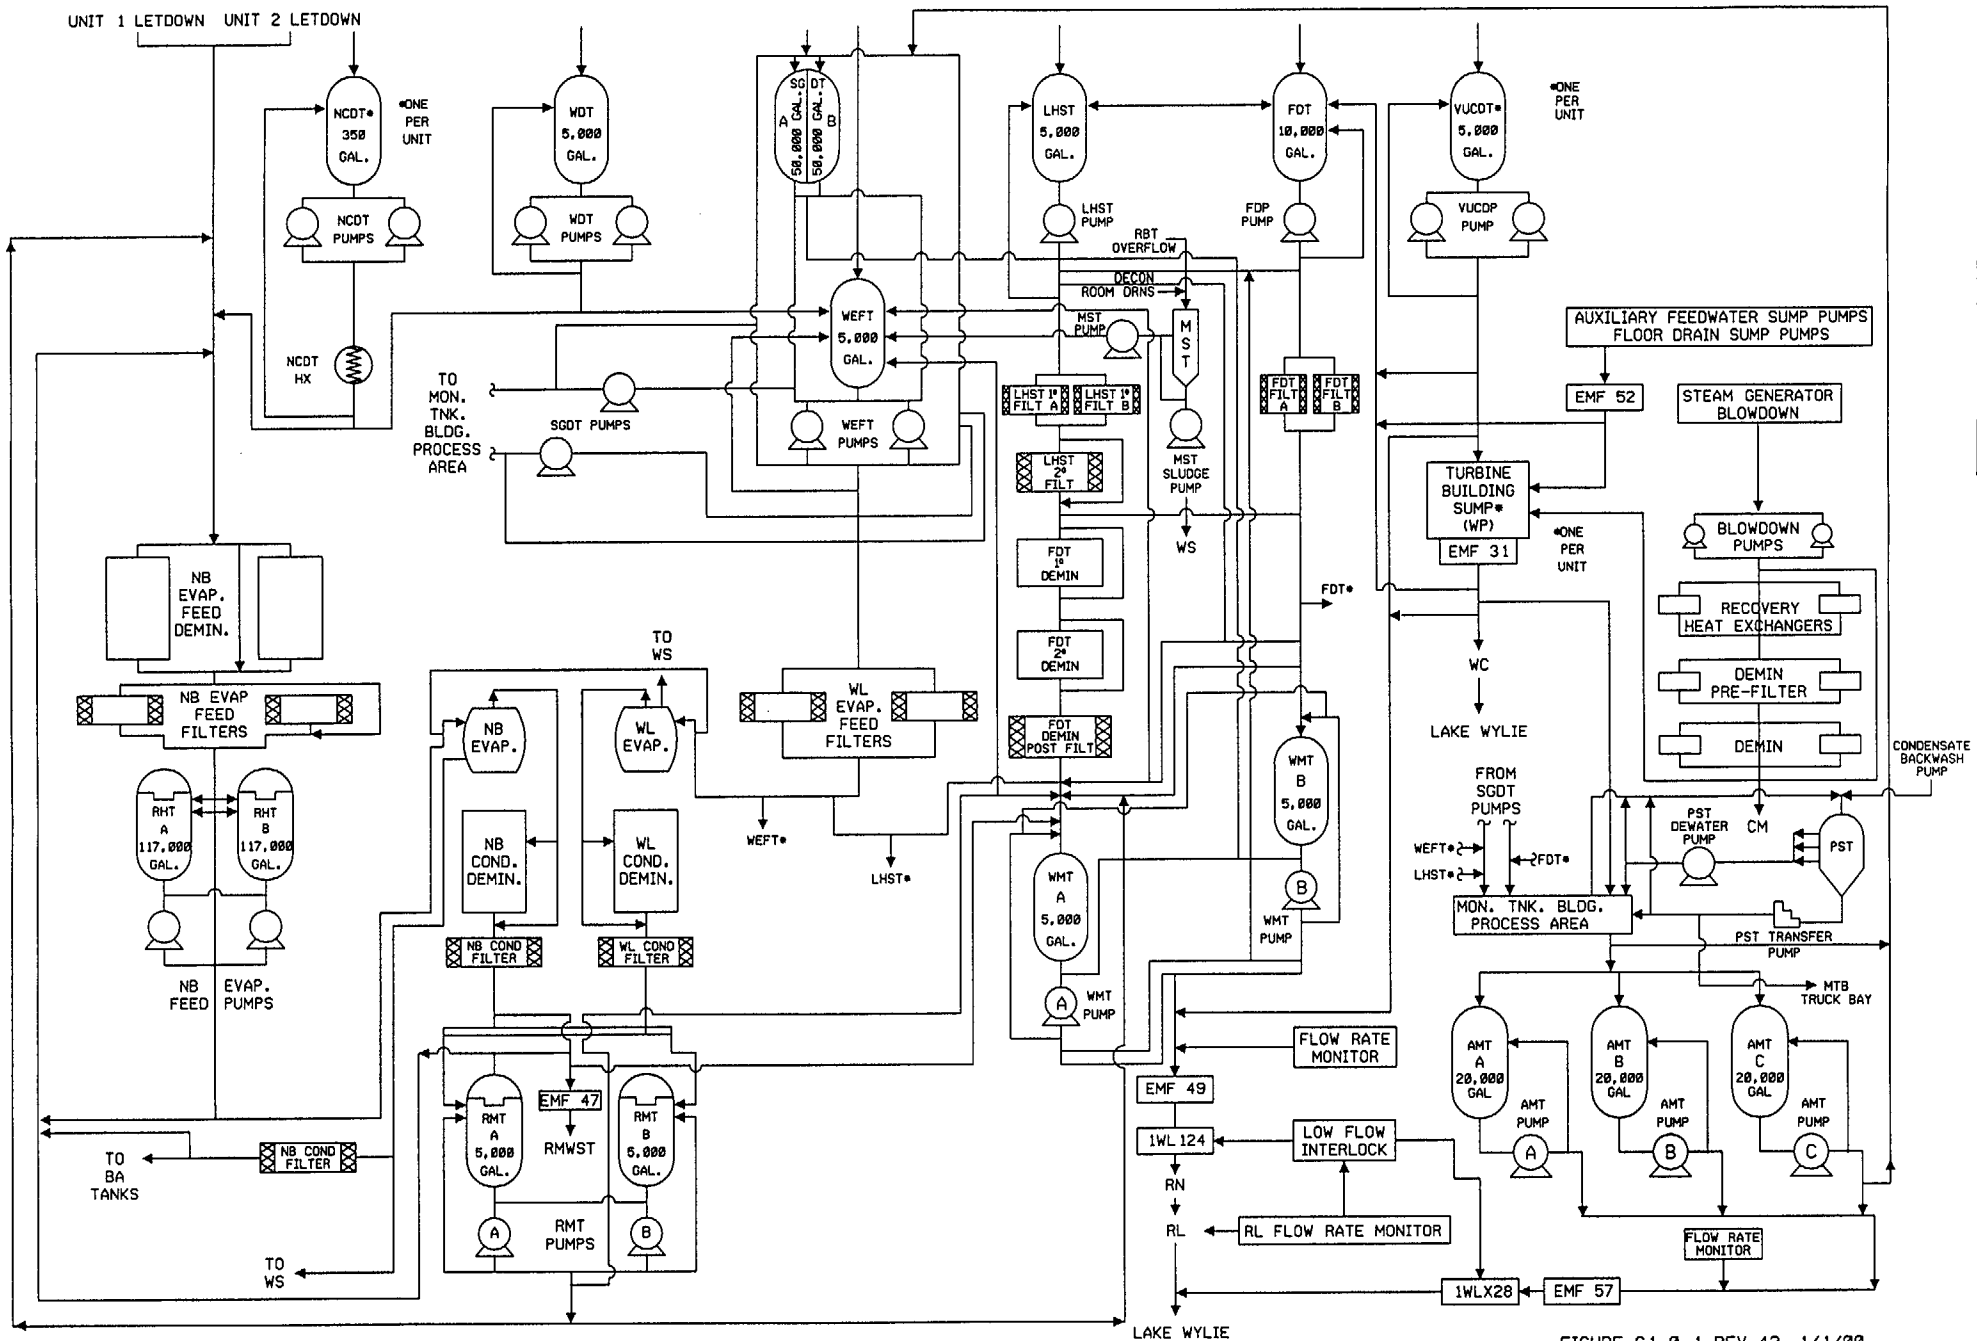 UNIT 1 LETDOWN UNIT 2 LETDOWN
NCDT*
350
GAL.
*ONE
PER
UNIT
NCDT
PUMPS
NCDT
HX
WDT
5,000
GAL.
WDT
PUMPS
SG DT
A B
50,000 GAL.
50,000 GAL.
WEFT
5,000
GAL.
WEFT
PUMPS
TO
MON.
TNK.
BLDG.
PROCESS
AREA
SGDT PUMPS
LHST
5,000
GAL.
LHST
PUMP
RBT
OVERFLOW
DECON
ROOM DRNS
MST
PUMP
MST
LHST 1º
FILT A
LHST 1º
FILT B
LHST
2º
FILT
MST
SLUDGE
PUMP
WS
FDT
1º
DEMIN
FDT
2º
DEMIN
FDT
DEMIN
POST FILT
FDT
10,000
GAL.
FDP
PUMP
FDT
FILT
A
FDT
FILT
B
FDT*
VUCDT*
5,000
GAL.
*ONE
PER
UNIT
VUCDP
PUMP
AUXILIARY FEEDWATER SUMP PUMPS
FLOOR DRAIN SUMP PUMPS
EMF 52
STEAM GENERATOR
BLOWDOWN
TURBINE
BUILDING
SUMP*
(WP)
EMF 31
*ONE
PER
UNIT
BLOWDOWN
PUMPS
RECOVERY
HEAT EXCHANGERS
DEMIN
PRE-FILTER
DEMIN
WC
LAKE WYLIE
CONDENSATE
BACKWASH
PUMP
FROM
SGDT
PUMPS
WEFT*
LHST*
FDT*
PST
DEWATER
PUMP
CM
PST
MON. TNK. BLDG.
PROCESS AREA
PST TRANSFER
PUMP
MTB
TRUCK BAY
NB
EVAP.
FEED
DEMIN.
NB EVAP
FEED
FILTERS
RHT
A
117,000
GAL.
RHT
B
117,000
GAL.
NB EVAP.
FEED PUMPS
TO
WS
NB
EVAP.
WL
EVAP.
WL
EVAP.
FEED
FILTERS
NB
COND.
DEMIN.
WL
COND.
DEMIN.
WEFT*
LHST*
NB COND
FILTER
WL COND
FILTER
WMT
A
5,000
GAL.
WMT
PUMP
A
WMT
B
5,000
GAL.
B
WMT
PUMP
FLOW RATE
MONITOR
EMF 49
1WL124
LOW FLOW
INTERLOCK
RN
RL
RL FLOW RATE MONITOR
LAKE WYLIE
RMT
A
5,000
GAL.
EMF 47
RMWST
RMT
B
5,000
GAL.
A
RMT
PUMPS
B
TO
BA
TANKS
NB COND
FILTER
TO
WS
AMT
A
20,000
GAL
AMT
B
20,000
GAL
AMT
C
20,000
GAL
AMT
PUMP
A
AMT
PUMP
B
AMT
PUMP
C
FLOW RATE
MONITOR
1WLX28
EMF 57